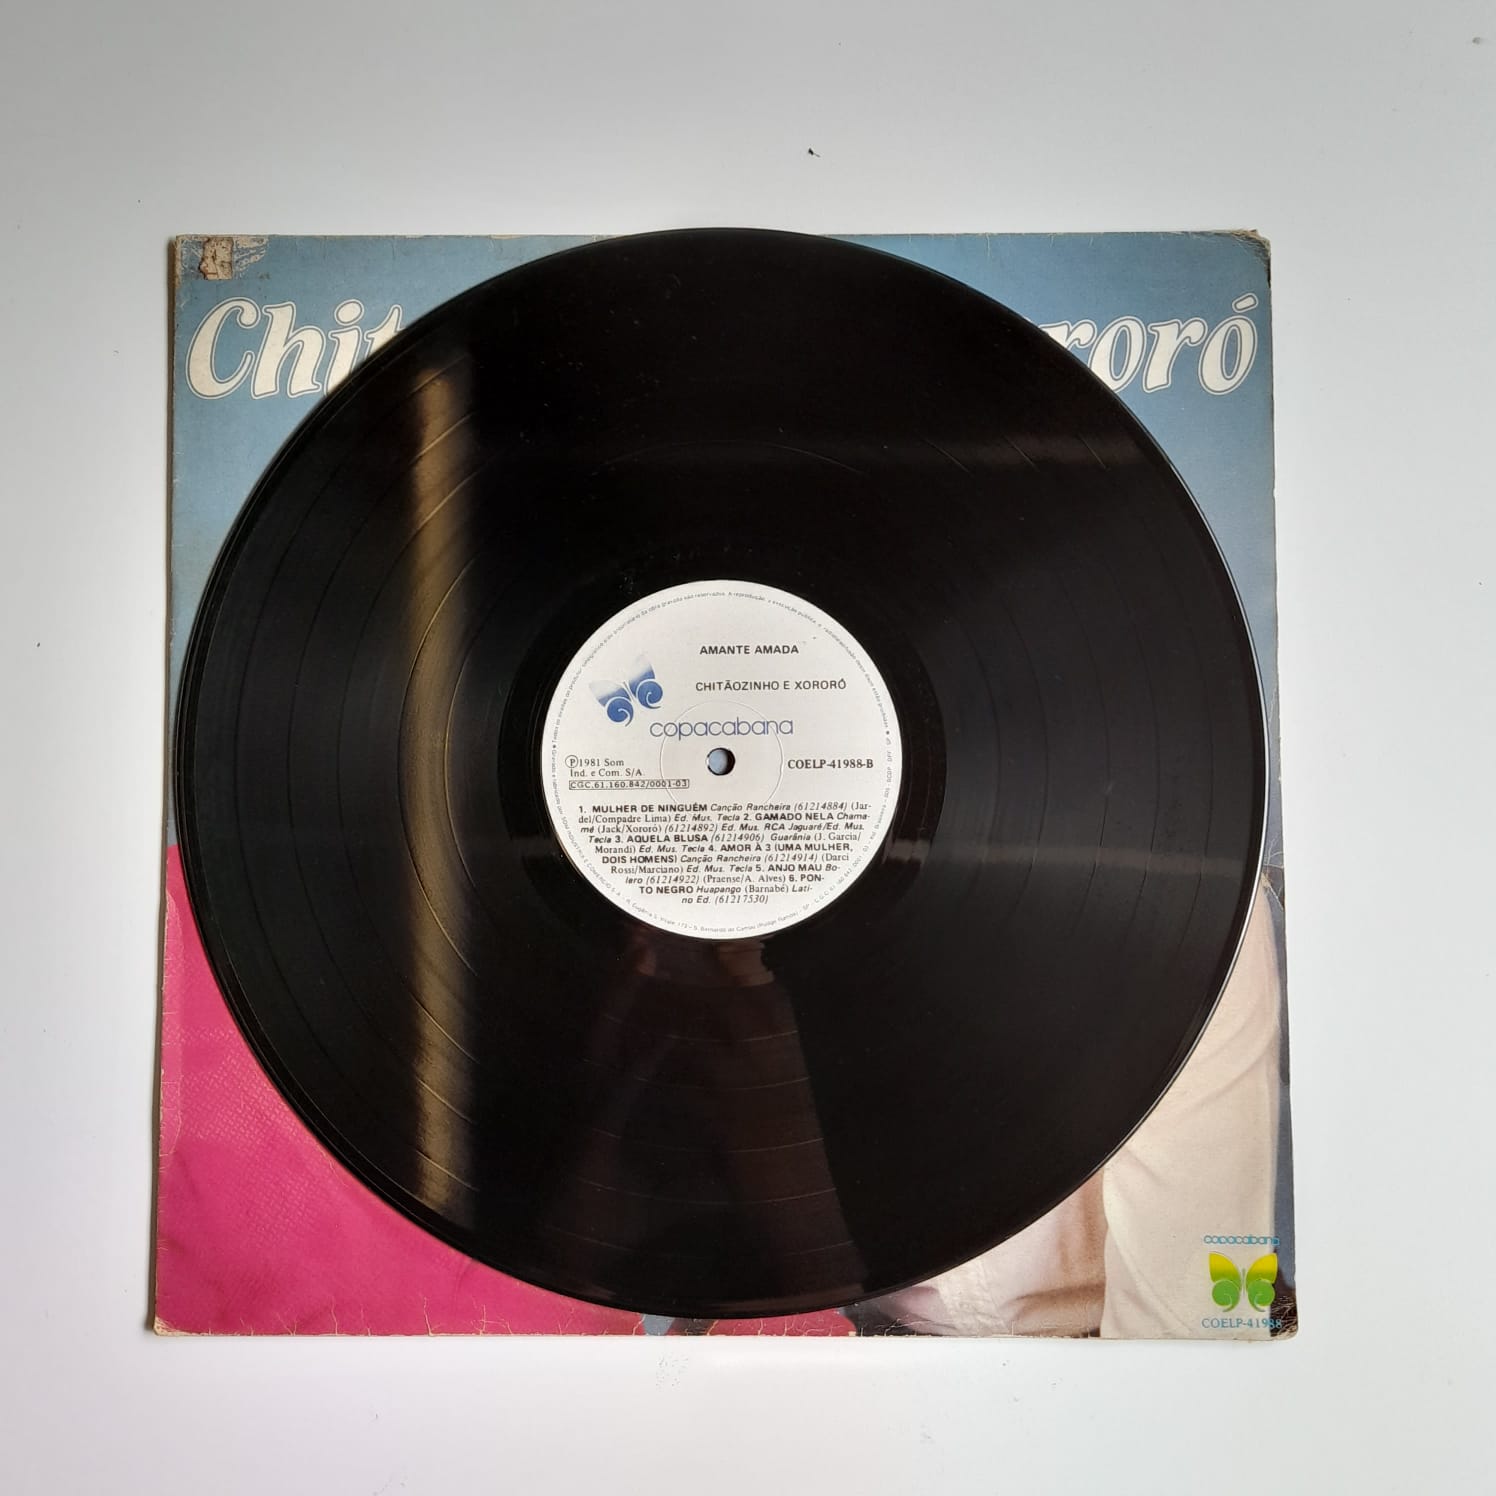 Chit
roró
AMANTE AMADA
CHITÃOZINHO E XORORÓ
copacabana
℗1981 Som
Ind. e Com. S/A.
CGC.61.160.842/0001-03
COELP-41988-B
1. MULHER DE NINGUÉM Canção Rancheira (61214884) (Jar-
del/Compadre Lima) Ed. Mus. Tecla 2. GAMADO NELA Chama-
mé (Jack/Xororó) (61214892) Ed. Mus. RCA Jaguaré/Ed. Mus.
Tecla 3. AQUELA BLUSA (61214906) Guarânia (J. Garcia/
Morandi) Ed. Mus. Tecla 4. AMOR À 3 (UMA MULHER,
DOIS HOMENS) Canção Rancheira (61214914) (Darci
Rossi/Marciano) Ed. Mus. Tecla 5. ANJO MAU Bo-
lero (61214922) (Praense/A. Alves) 6. PON-
TO NEGRO Huapango (Barnabé) Lati-
no Ed. (61217530)
copacabana
COELP-41988